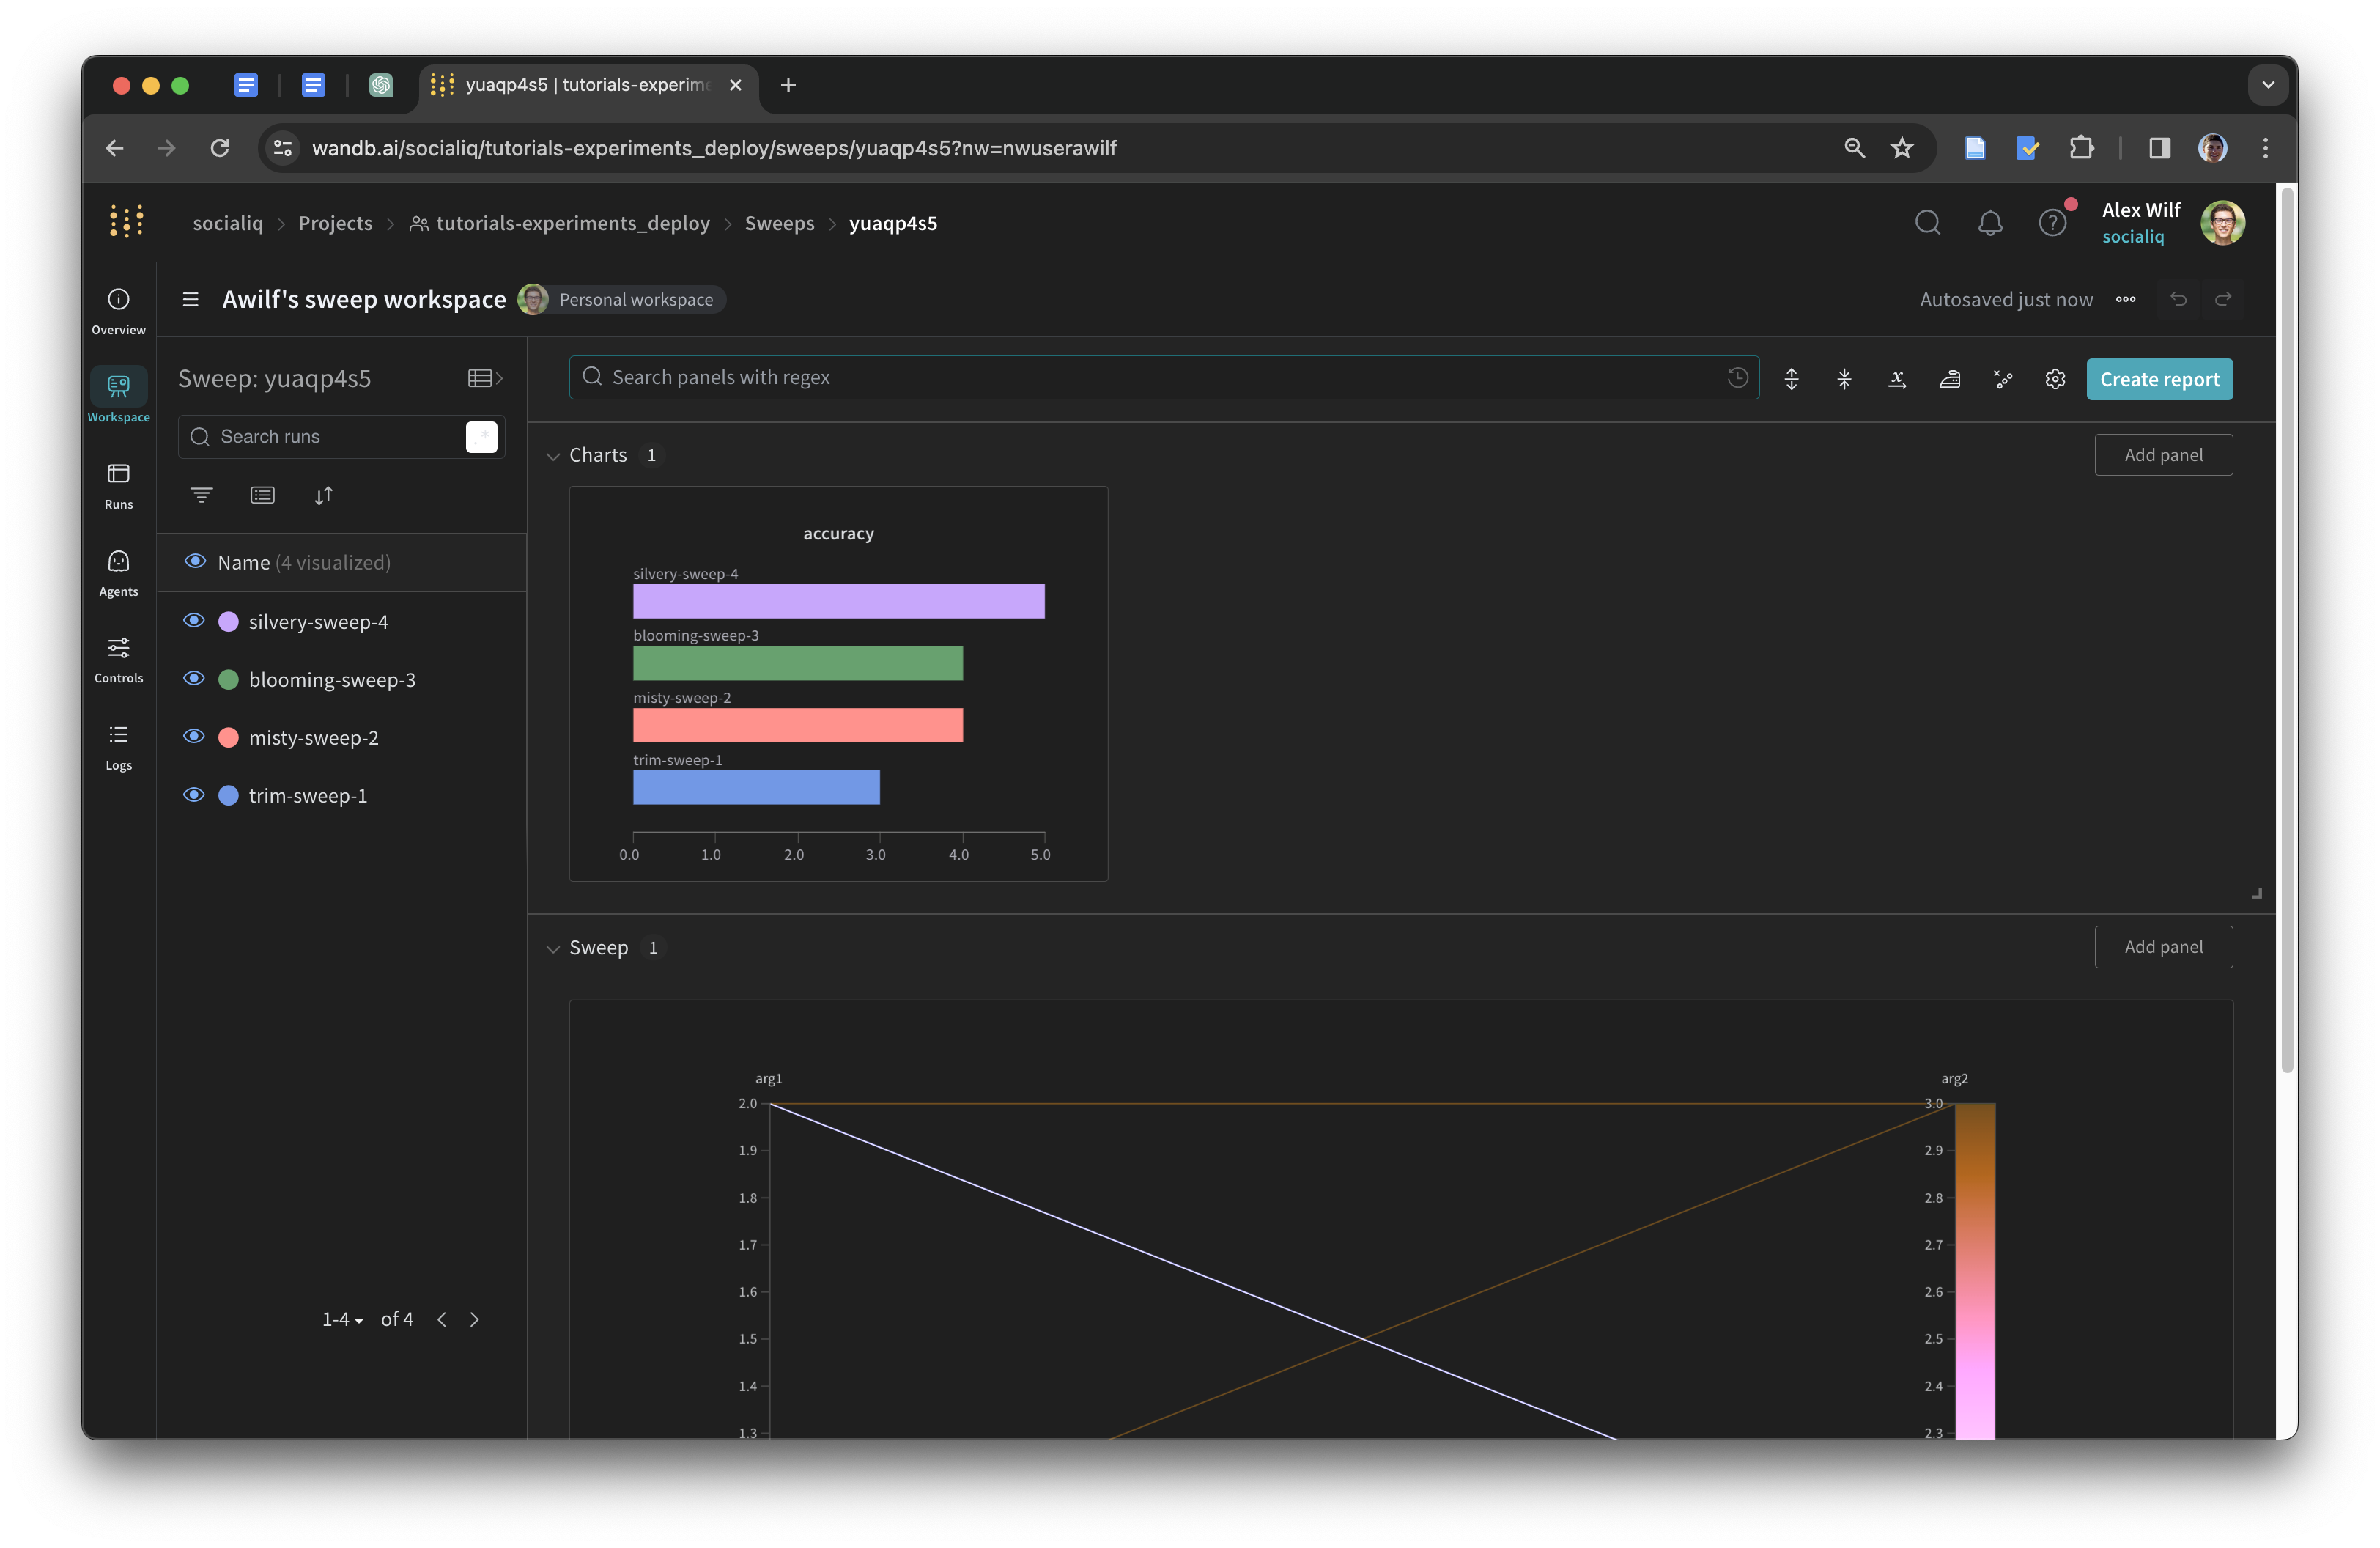 yuaqp4s5 | tutorials-experim
wandb.ai/socialiq/tutorials-experiments_deploy/sweeps/yuaqp4s5?nw=nwuserawilf
socialiq > Projects > tutorials-experiments_deploy > Sweeps > yuaqp4s5
Alex Wilf
socialiq
Awilf's sweep workspace
Personal workspace
Autosaved just now
Overview
Workspace
Runs
Agents
Controls
Logs
Sweep: yuaqp4s5
Search runs
.*
Name (4 visualized)
silvery-sweep-4
blooming-sweep-3
misty-sweep-2
trim-sweep-1
1-4 of 4
Search panels with regex
Create report
Charts 1
Add panel
accuracy
silvery-sweep-4
blooming-sweep-3
misty-sweep-2
trim-sweep-1
0.0 1.0 2.0 3.0 4.0 5.0
Sweep 1
Add panel
arg1 arg2
2.0 3.0
1.9 2.9
1.8 2.8
1.7 2.7
1.6 2.6
1.5 2.5
1.4 2.4
1.3 2.3